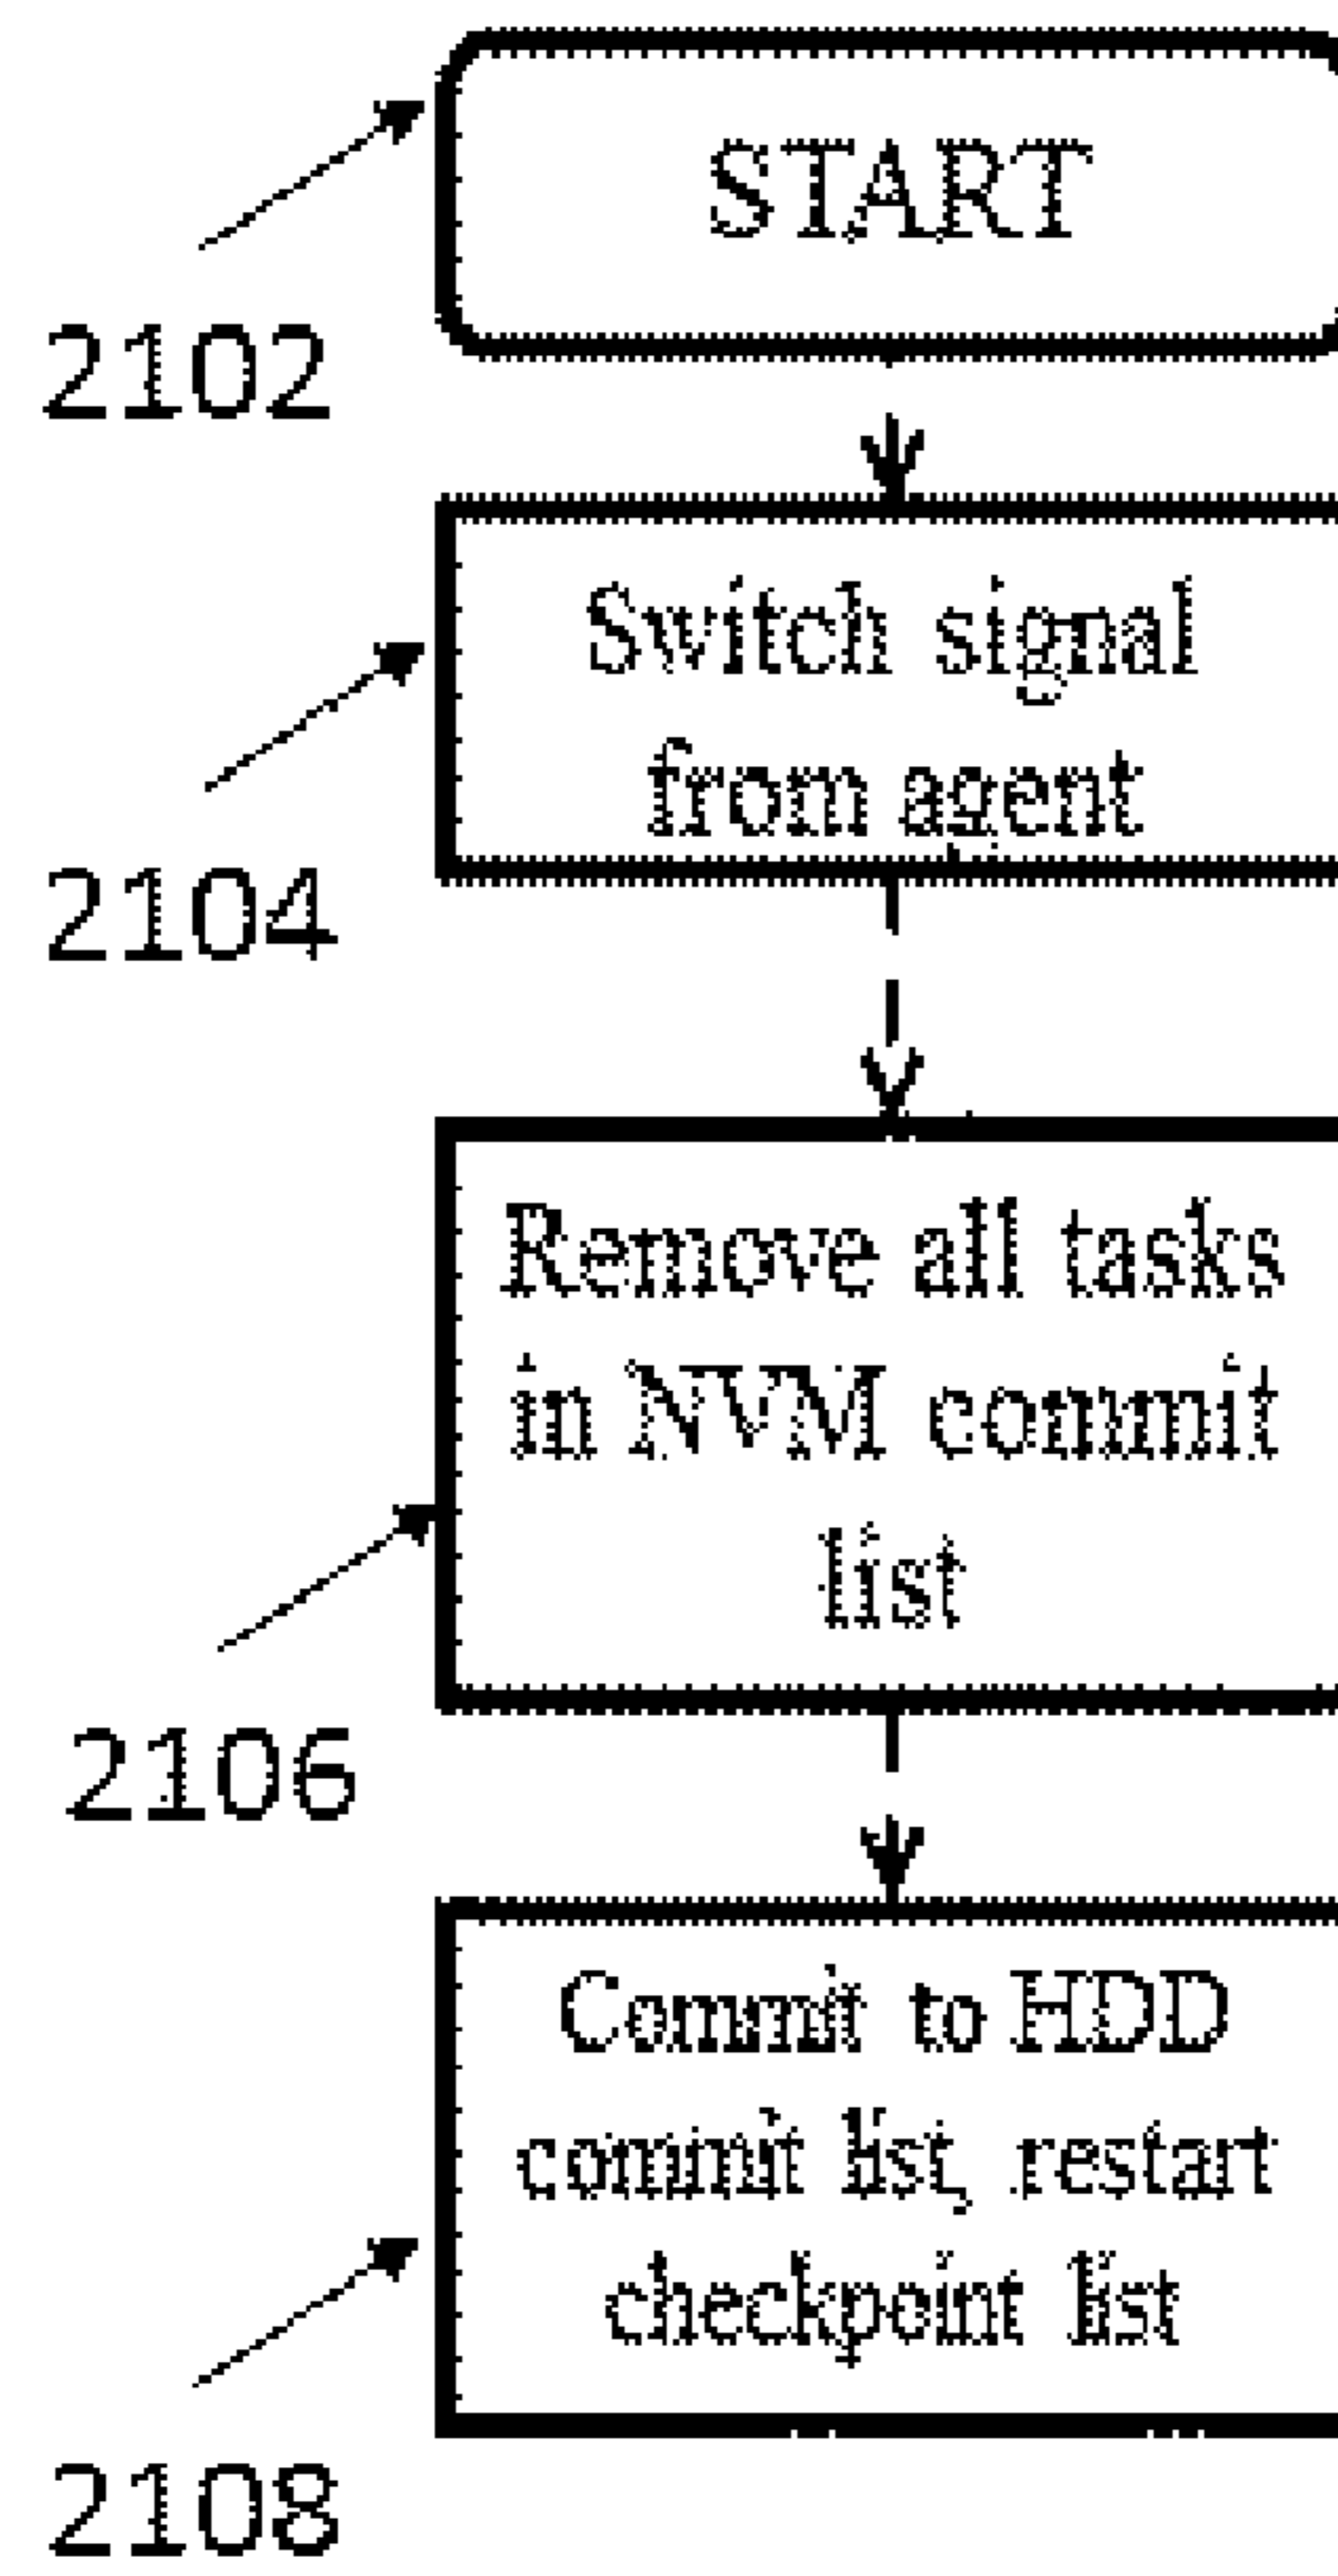 START
2102
Switch signal
from agent
2104
Remove all tasks
in NVM commit
list
2106
Commit to HDD
commit list, restart
checkpoint list
2108